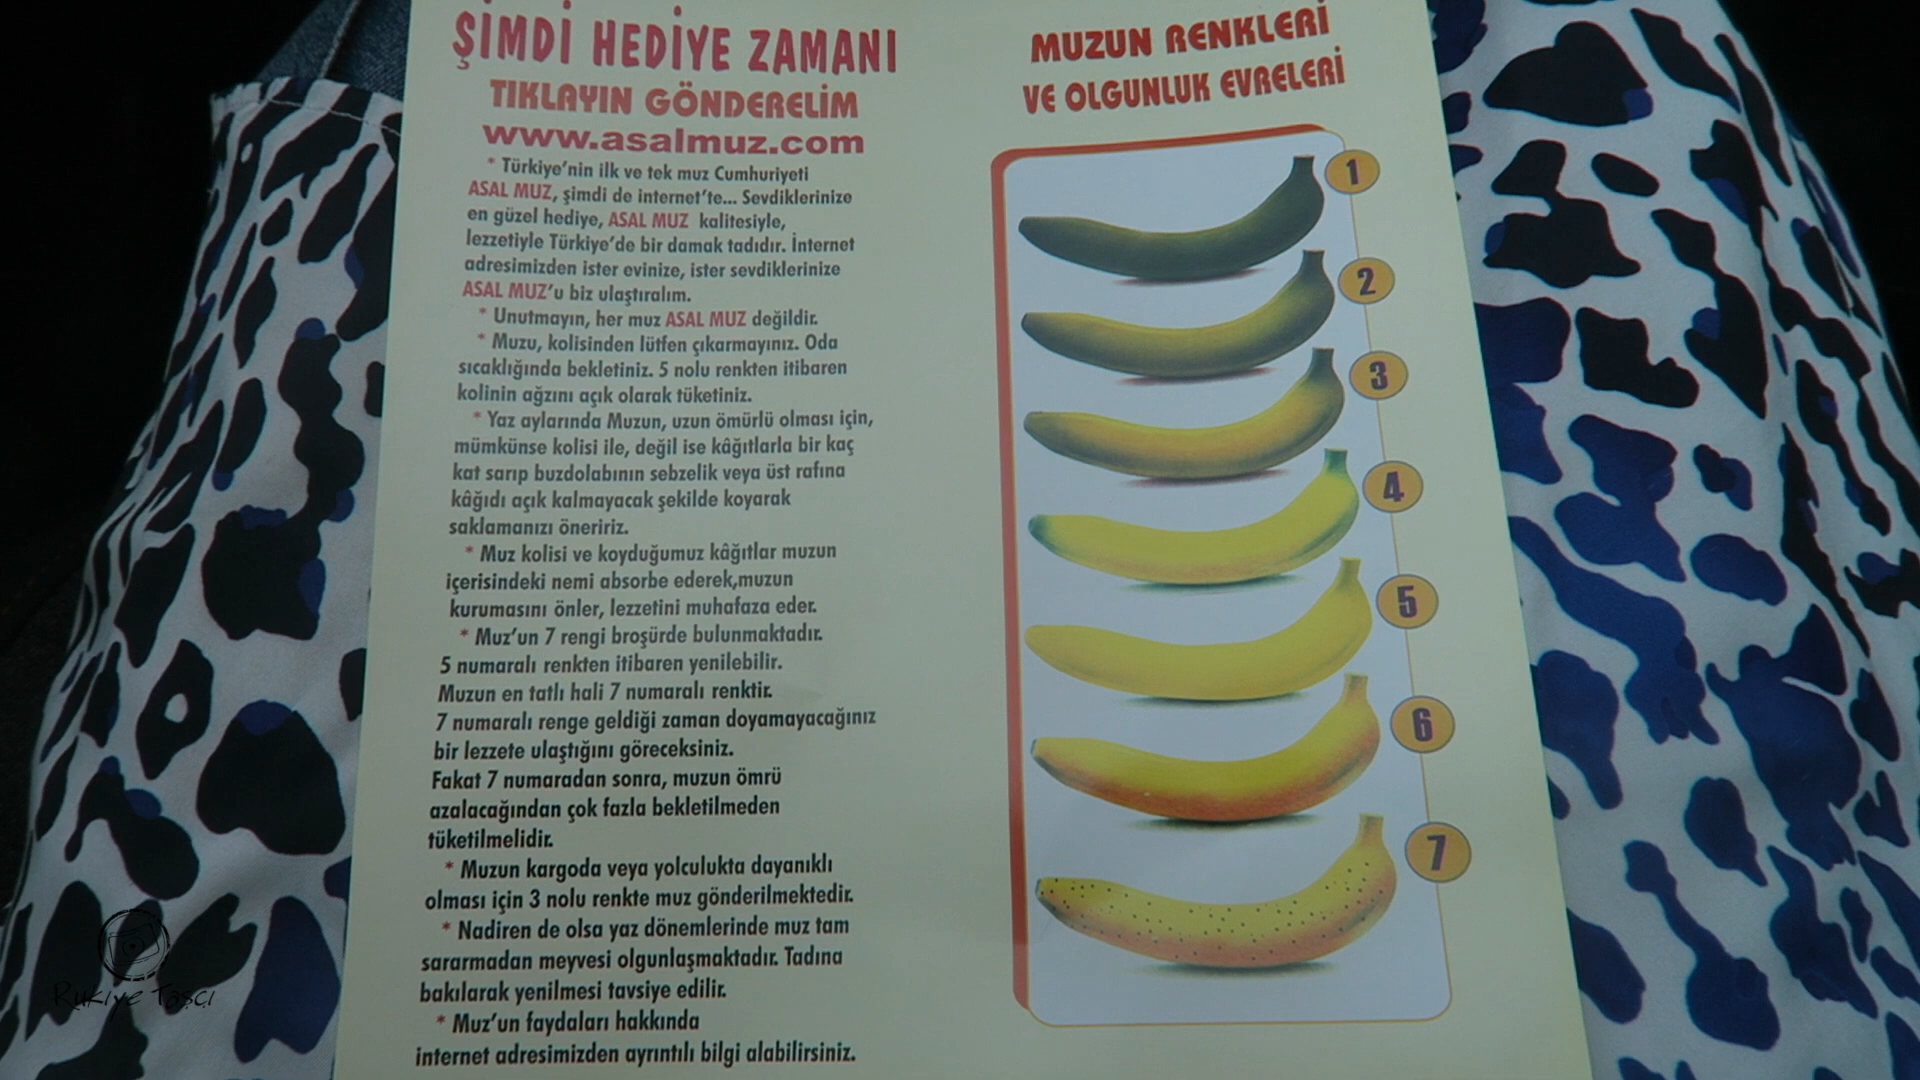 ŞİMDİ HEDİYE ZAMANI
TIKLAYIN GÖNDERELİM
www.asalmuz.com
* Türkiye'nin ilk ve tek muz Cumhuriyeti
ASAL MUZ, şimdi de internet'te... Sevdiklerinize
en güzel hediye, ASAL MUZ kalitesiyle,
lezzetiyle Türkiye'de bir damak tadıdır. İnternet
adresimizden ister evinize, ister sevdiklerinize
ASAL MUZ'u biz ulaştıralım.
* Unutmayın, her muz ASAL MUZ değildir.
* Muzu, kolisinden lütfen çıkarmayınız. Oda
sıcaklığında bekletiniz. 5 nolu renkten itibaren
kolinin ağzını açık olarak tüketiniz.
* Yaz aylarında Muzun, uzun ömürlü olması için,
mümkünse kolisi ile, değil ise kâğıtlarla bir kaç
kat sarıp buzdolabının sebzelik veya üst rafına
kâğıdı açık kalmayacak şekilde koyarak
saklamanızı öneririz.
* Muz kolisi ve koyduğumuz kâğıtlar muzun
içerisindeki nemi absorbe ederek,muzun
kurumasını önler, lezzetini muhafaza eder.
* Muz'un 7 rengi broşürde bulunmaktadır.
5 numaralı renkten itibaren yenilebilir.
Muzun en tatlı hali 7 numaralı renktir.
7 numaralı renge geldiği zaman doyamayacağınız
bir lezzete ulaştığını göreceksiniz.
Fakat 7 numaradan sonra, muzun ömrü
azalacağından çok fazla bekletilmeden
tüketilmelidir.
* Muzun kargoda veya yolculukta dayanıklı
olması için 3 nolu renkte muz gönderilmektedir.
* Nadiren de olsa yaz dönemlerinde muz tam
sararmadan meyvesi olgunlaşmaktadır. Tadına
bakılarak yenilmesi tavsiye edilir.
* Muz'un faydaları hakkında
internet adresimizden ayrıntılı bilgi alabilirsiniz.
MUZUN RENKLERİ
VE OLGUNLUK EVRELERİ
1
2
3
4
5
6
7
Rukiye Taşçı